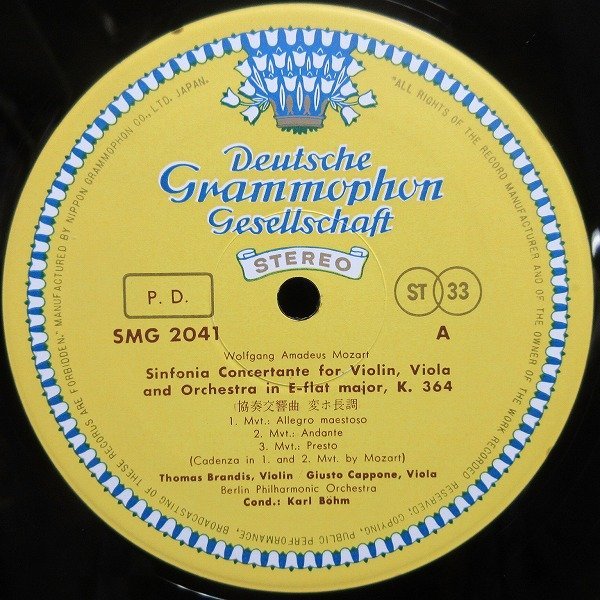 Deutsche
Grammophon
Gesellschaft
STEREO
P. D.
ST 33
SMG 2041
A
Wolfgang Amadeus Mozart
Sinfonia Concertante for Violin, Viola
and Orchestra in E-flat major, K. 364
(協奏交響曲 変ホ長調)
1. Mvt.: Allegro maestoso
2. Mvt.: Andante
3. Mvt.: Presto
(Cadenza in 1. and 2. Mvt. by Mozart)
Thomas Brandis, Violin / Giusto Cappone, Viola
Berlin Philharmonic Orchestra
Cond.: Karl Böhm
"ALL RIGHTS OF THE RECORD MANUFACTURER AND OF THE OWNER OF THE WORK RECORDED RESERVED, COPYING, PUBLIC PERFORMANCE, BROADCASTING OF THESE RECORDS ARE FORBIDDEN." MANUFACTURED BY NIPPON GRAMMOPHON CO., LTD. JAPAN.